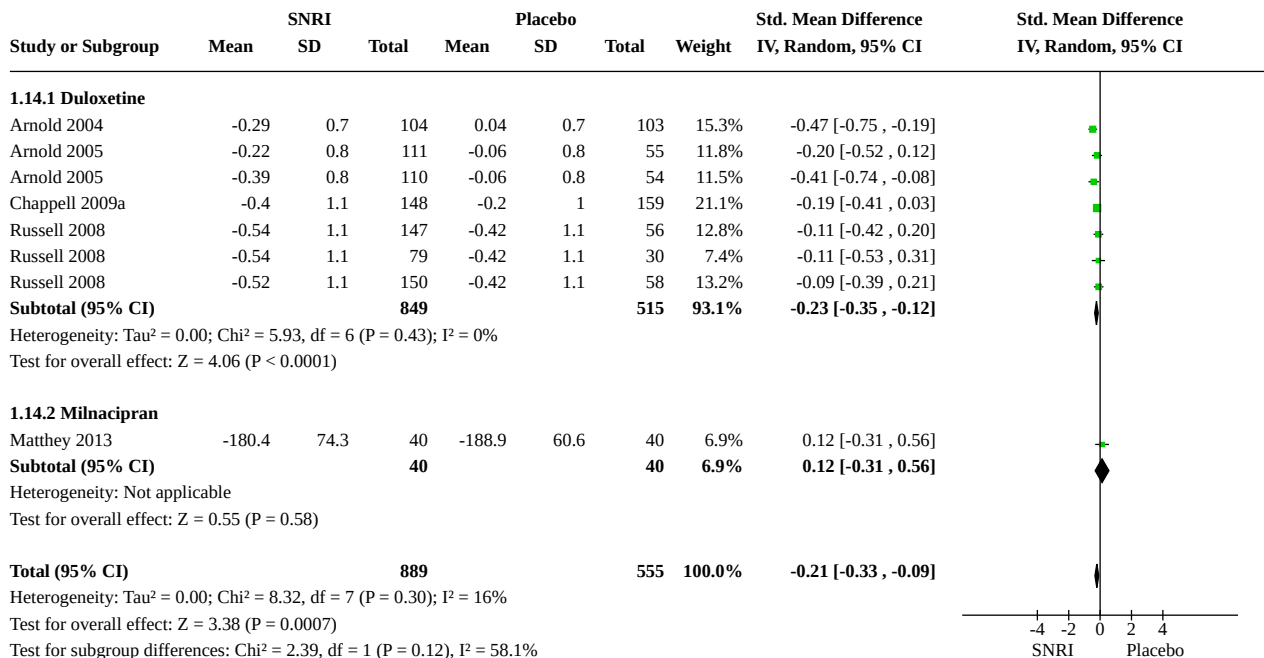 SNRI Placebo Std. Mean Difference Std. Mean Difference
Study or Subgroup Mean SD Total Mean SD Total Weight IV, Random, 95% CI IV, Random, 95% CI
1.14.1 Duloxetine
Arnold 2004 -0.29 0.7 104 0.04 0.7 103 15.3% -0.47 [-0.75 , -0.19]
Arnold 2005 -0.22 0.8 111 -0.06 0.8 55 11.8% -0.20 [-0.52 , 0.12]
Arnold 2005 -0.39 0.8 110 -0.06 0.8 54 11.5% -0.41 [-0.74 , -0.08]
Chappell 2009a -0.4 1.1 148 -0.2 1 159 21.1% -0.19 [-0.41 , 0.03]
Russell 2008 -0.54 1.1 147 -0.42 1.1 56 12.8% -0.11 [-0.42 , 0.20]
Russell 2008 -0.54 1.1 79 -0.42 1.1 30 7.4% -0.11 [-0.53 , 0.31]
Russell 2008 -0.52 1.1 150 -0.42 1.1 58 13.2% -0.09 [-0.39 , 0.21]
Subtotal (95% CI) 849 515 93.1% -0.23 [-0.35 , -0.12]
Heterogeneity: Tau² = 0.00; Chi² = 5.93, df = 6 (P = 0.43); I² = 0%
Test for overall effect: Z = 4.06 (P < 0.0001)
1.14.2 Milnacipran
Matthey 2013 -180.4 74.3 40 -188.9 60.6 40 6.9% 0.12 [-0.31 , 0.56]
Subtotal (95% CI) 40 40 6.9% 0.12 [-0.31 , 0.56]
Heterogeneity: Not applicable
Test for overall effect: Z = 0.55 (P = 0.58)
Total (95% CI) 889 555 100.0% -0.21 [-0.33 , -0.09]
Heterogeneity: Tau² = 0.00; Chi² = 8.32, df = 7 (P = 0.30); I² = 16%
Test for overall effect: Z = 3.38 (P = 0.0007)
-4 -2 0 2 4
Test for subgroup differences: Chi² = 2.39, df = 1 (P = 0.12), I² = 58.1%
SNRI Placebo